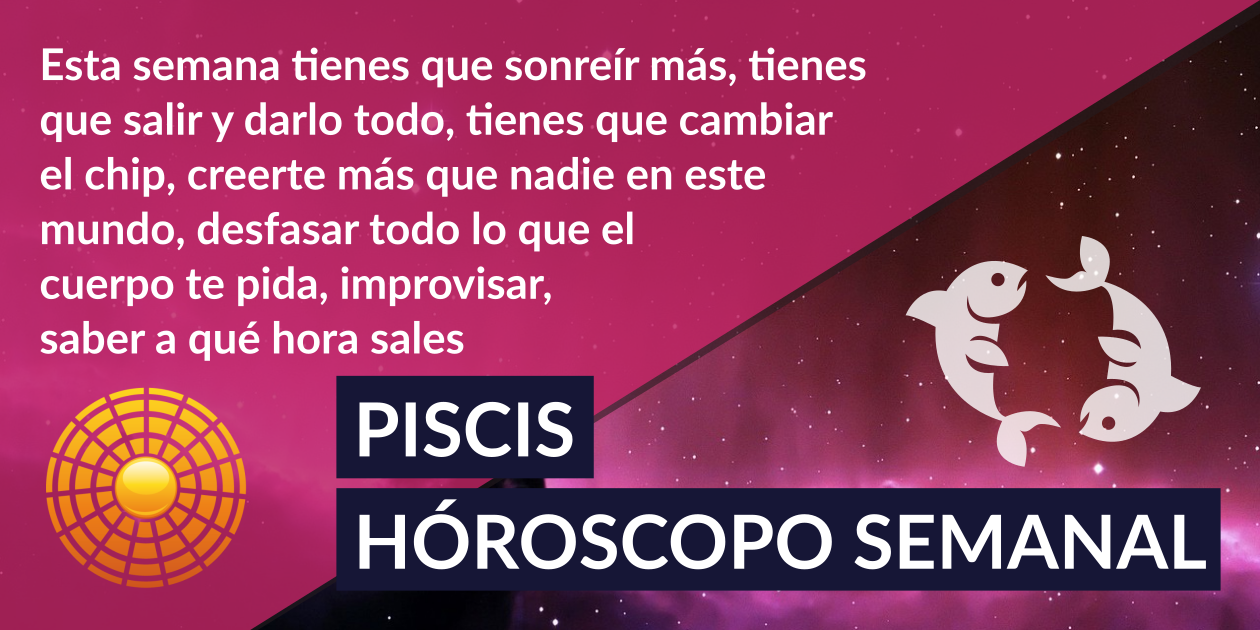 Esta semana tienes que sonreír más, tienes
que salir y darlo todo, tienes que cambiar
el chip, creerte más que nadie en este
mundo, desfasar todo lo que el
cuerpo te pida, improvisar,
saber a qué hora sales
PISCIS
HÓROSCOPO SEMANAL